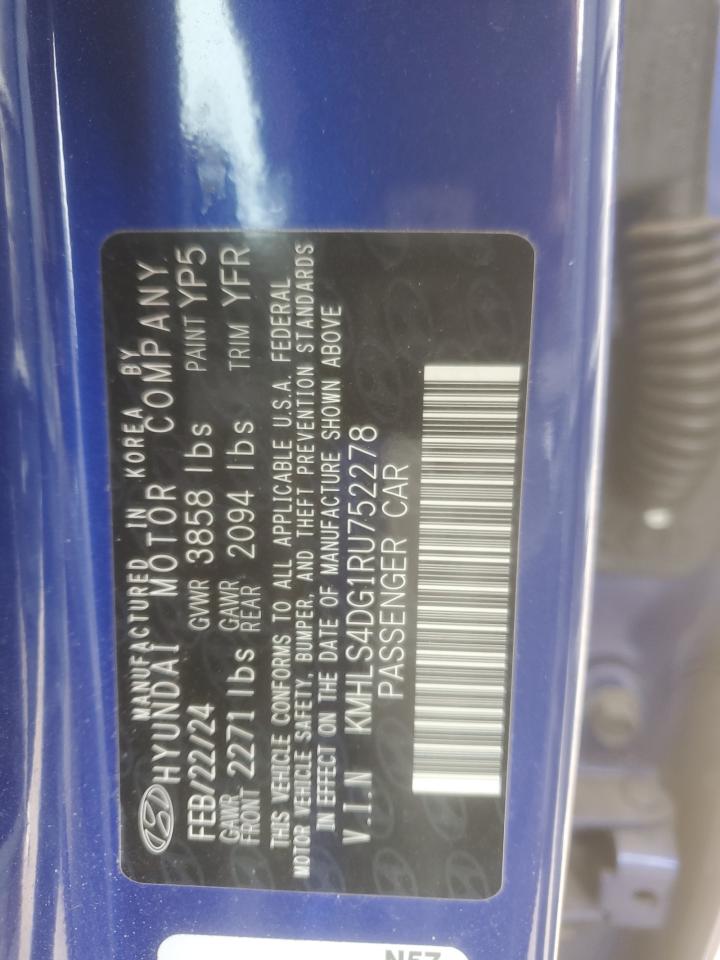 MANUFACTURED IN KOREA BY
HYUNDAI MOTOR COMPANY
FEB/22/24 GVWR 3858 lbs PAINT YP5
GAWR FRONT 2271 lbs GAWR REAR 2094 lbs TRIM YFR
THIS VEHICLE CONFORMS TO ALL APPLICABLE U.S.A. FEDERAL
MOTOR VEHICLE SAFETY, BUMPER, AND THEFT PREVENTION STANDARDS
IN EFFECT ON THE DATE OF MANUFACTURE SHOWN ABOVE
V.I.N KMHLS4DG1RU752278
PASSENGER CAR